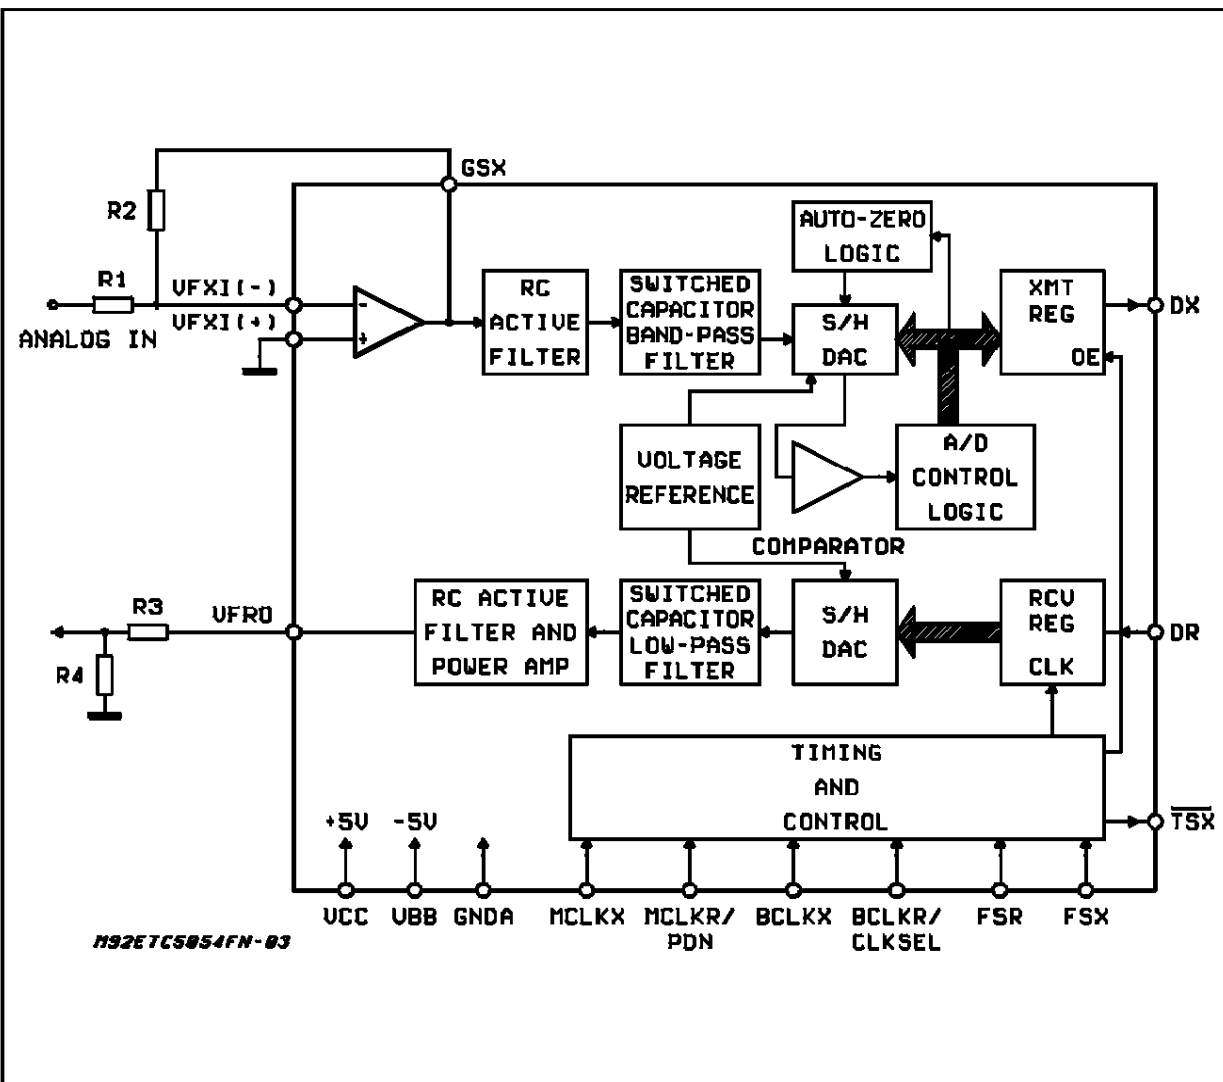 GSX
R2
R1
VFXI(-)
VFXI(+)
ANALOG IN
-
+
RC
ACTIVE
FILTER
SWITCHED
CAPACITOR
BAND-PASS
FILTER
AUTO-ZERO
LOGIC
S/H
DAC
XMT
REG
OE
DX
VOLTAGE
REFERENCE
A/D
CONTROL
LOGIC
COMPARATOR
R3
VFRO
R4
RC ACTIVE
FILTER AND
POWER AMP
SWITCHED
CAPACITOR
LOW-PASS
FILTER
S/H
DAC
RCV
REG
CLK
DR
TIMING
AND
CONTROL
TSX
+5V
-5V
VCC
VBB
GNDA
MCLKX
MCLKR/
PDN
BCLKX
BCLKR/
CLKSEL
FSR
FSX
M92ETC5054FN-03